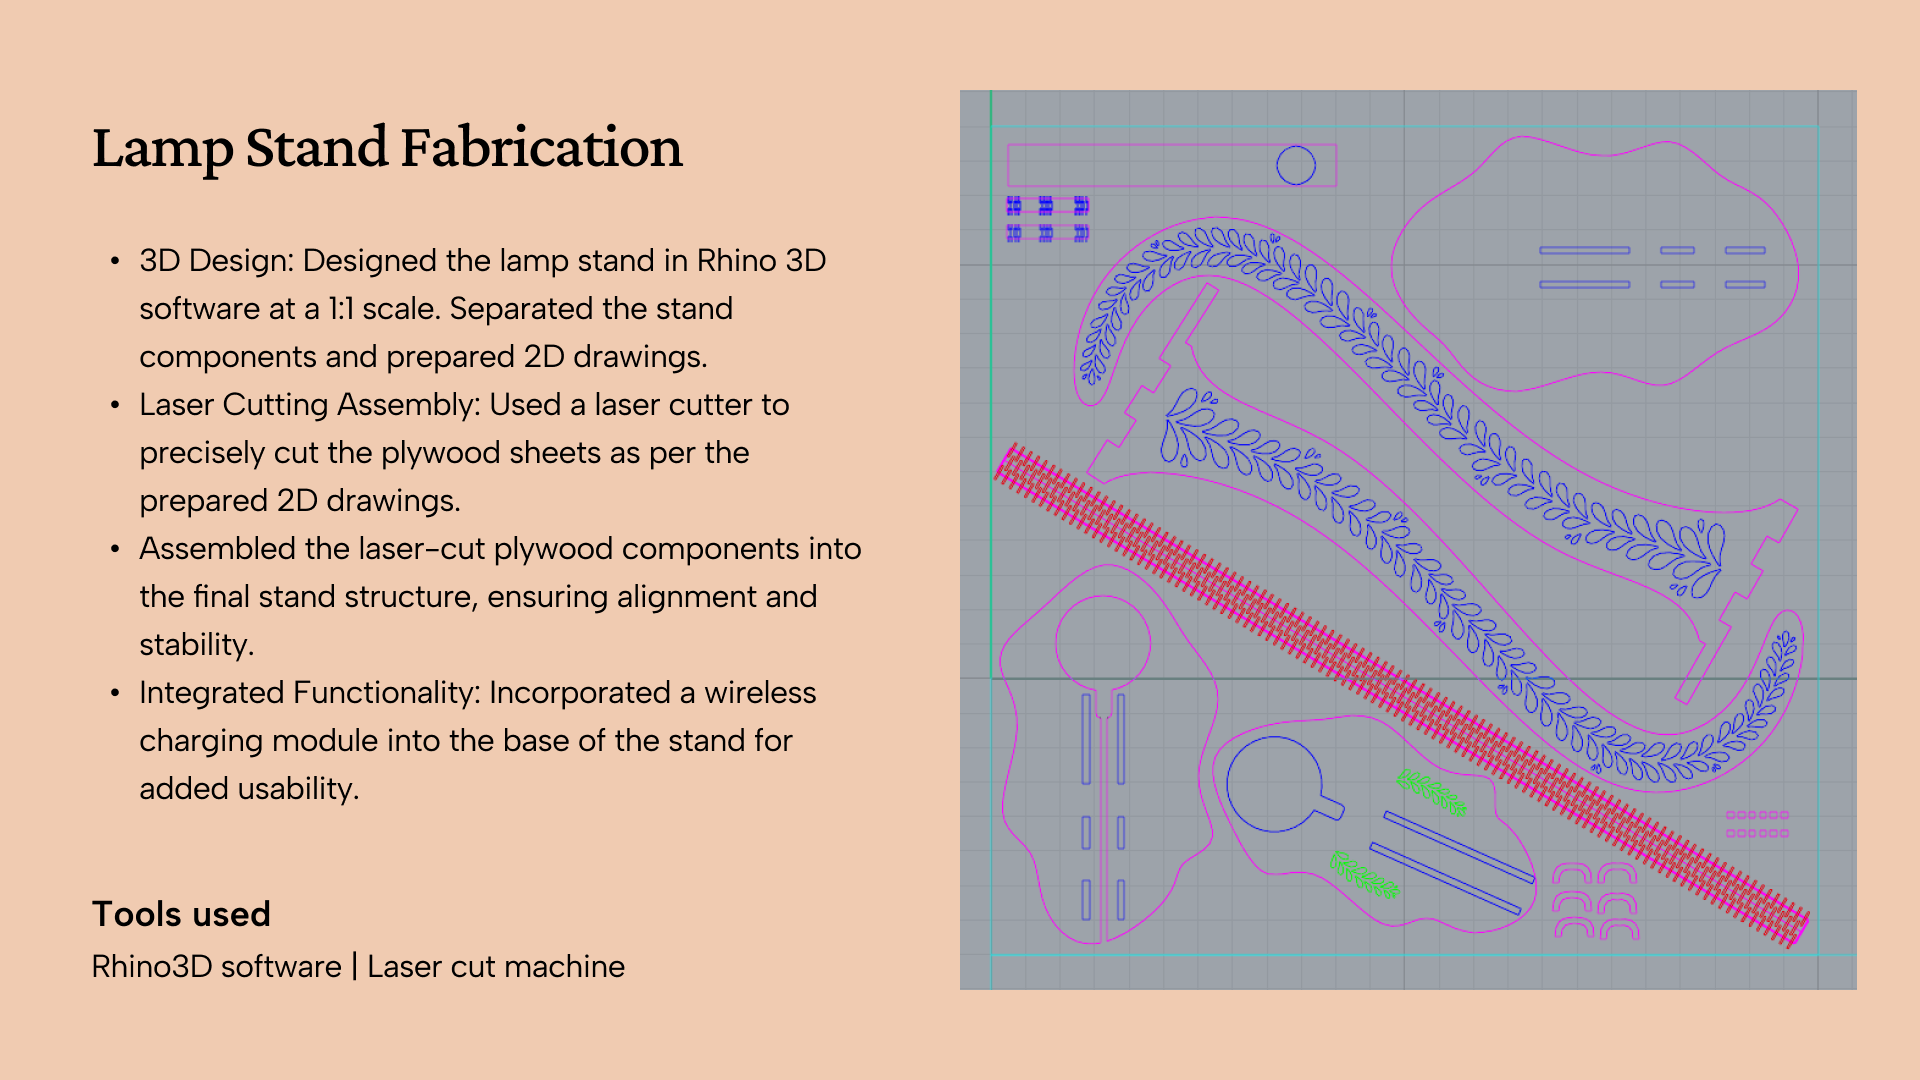 Lamp Stand Fabrication
• 3D Design: Designed the lamp stand in Rhino 3D
software at a 1:1 scale. Separated the stand
components and prepared 2D drawings.
• Laser Cutting Assembly: Used a laser cutter to
precisely cut the plywood sheets as per the
prepared 2D drawings.
• Assembled the laser-cut plywood components into
the final stand structure, ensuring alignment and
stability.
• Integrated Functionality: Incorporated a wireless
charging module into the base of the stand for
added usability.
Tools used
Rhino3D software | Laser cut machine